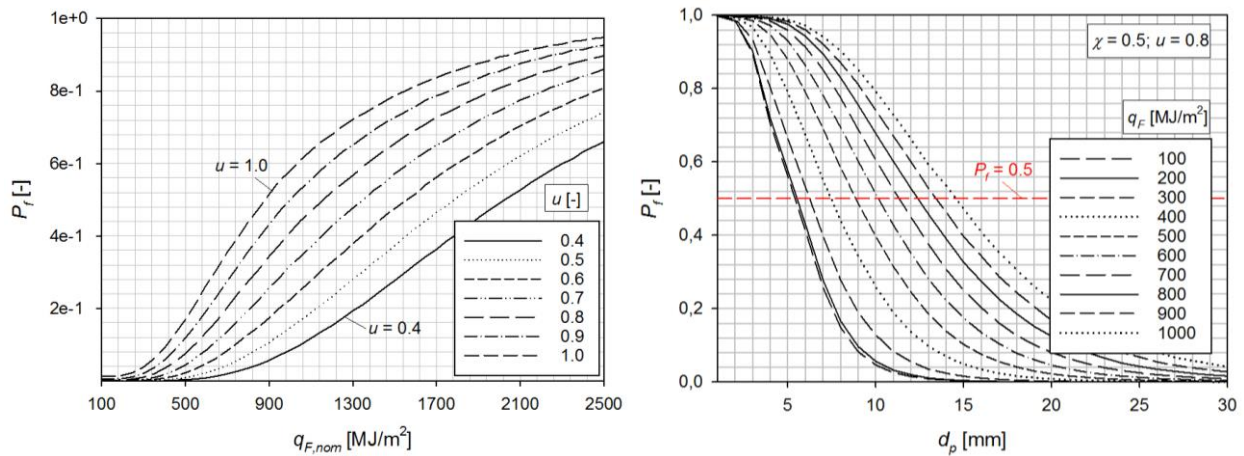 1e+0
8e-1
6e-1
4e-1
2e-1
P_f [-]
u = 1.0
u = 0.4
u [-]
0.4
0.5
0.6
0.7
0.8
0.9
1.0
100 500 900 1300 1700 2100 2500
q_F,nom [MJ/m²]
1,0
0,8
0,6
0,4
0,2
0,0
P_f [-]
χ = 0.5; u = 0.8
q_F [MJ/m²]
P_f = 0.5
100
200
300
400
500
600
700
800
900
1000
5 10 15 20 25 30
d_p [mm]